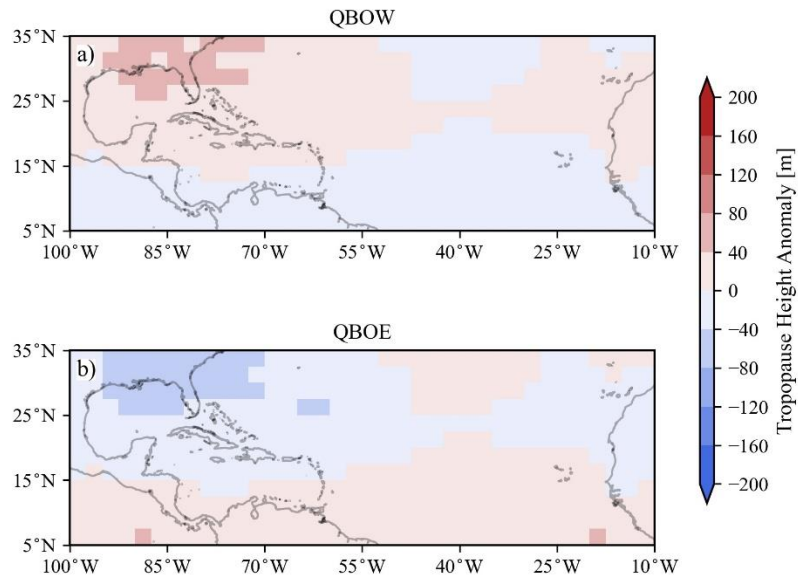 QBOW
a)
35°N
25°N
15°N
5°N
100°W 85°W 70°W 55°W 40°W 25°W 10°W
QBOE
b)
35°N
25°N
15°N
5°N
100°W 85°W 70°W 55°W 40°W 25°W 10°W
200
160
120
80
40
0
−40
−80
−120
−160
−200
Tropopause Height Anomaly [m]